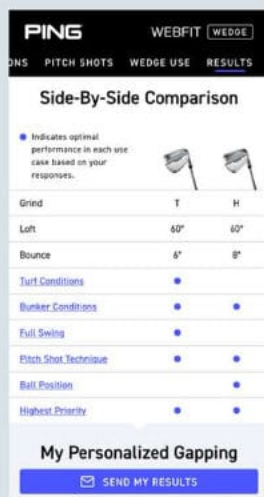 PING WEBFIT WEDGE
ONS PITCH SHOTS WEDGE USE RESULTS
Side-By-Side Comparison
Indicates optimal
performance in each use
case based on your
responses.
Grind T H
Loft 60° 60°
Bounce 6° 8°
Turf Conditions
Bunker Conditions
Full Swing
Pitch Shot Technique
Ball Position
Highest Priority
My Personalized Gapping
SEND MY RESULTS